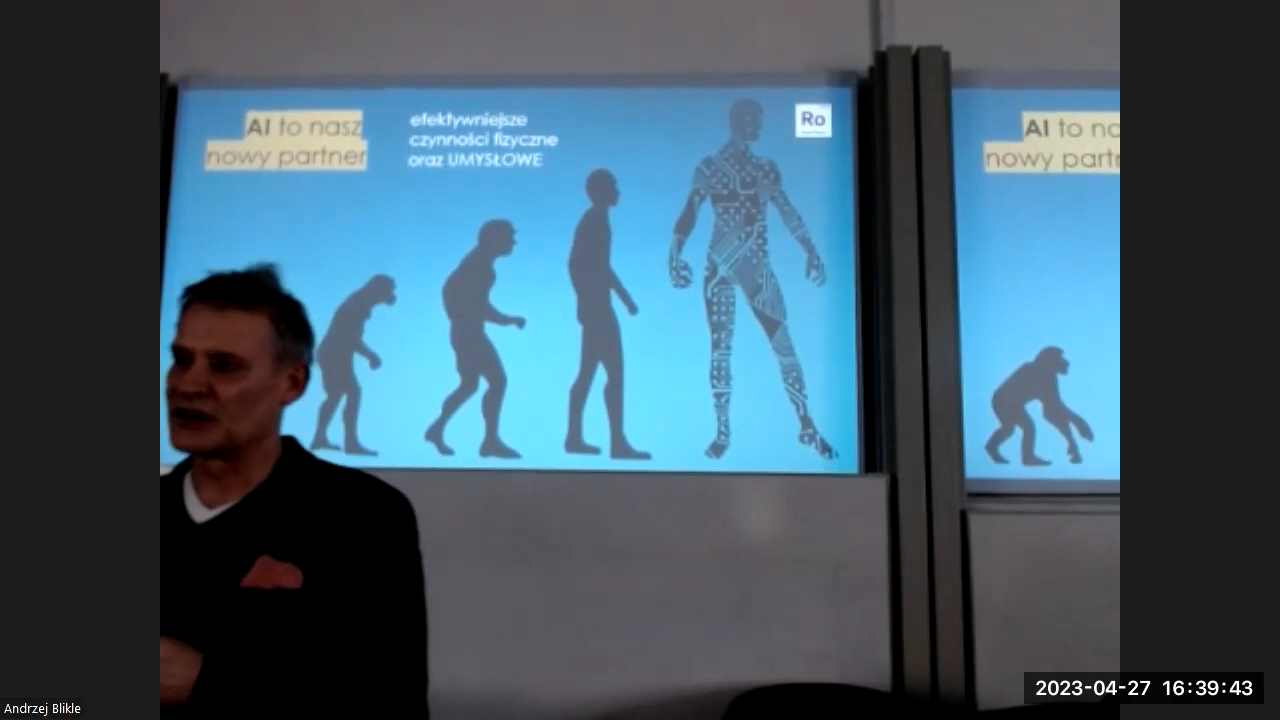 AI to nasz
nowy partner
efektywniejsze
czynności fizyczne
oraz UMYSŁOWE
Ro
AI to na
nowy partn
Andrzej Blikle
2023-04-27 16:39:43